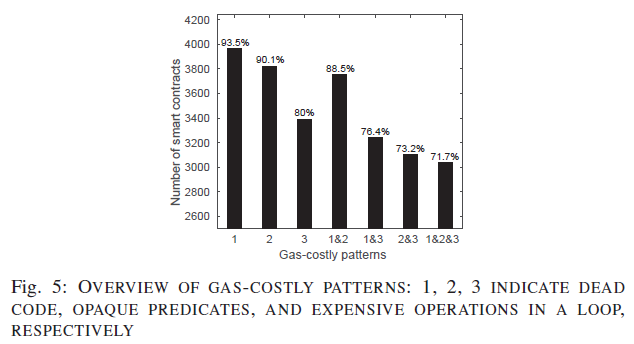 4200
4000
3800
3600
3400
3200
3000
2800
2600
Number of smart contracts
93.5%
90.1%
80%
88.5%
76.4%
73.2%
71.7%
1 2 3 1&2 1&3 2&3 1&2&3
Gas-costly patterns
Fig. 5: OVERVIEW OF GAS-COSTLY PATTERNS: 1, 2, 3 INDICATE DEAD
CODE, OPAQUE PREDICATES, AND EXPENSIVE OPERATIONS IN A LOOP,
RESPECTIVELY